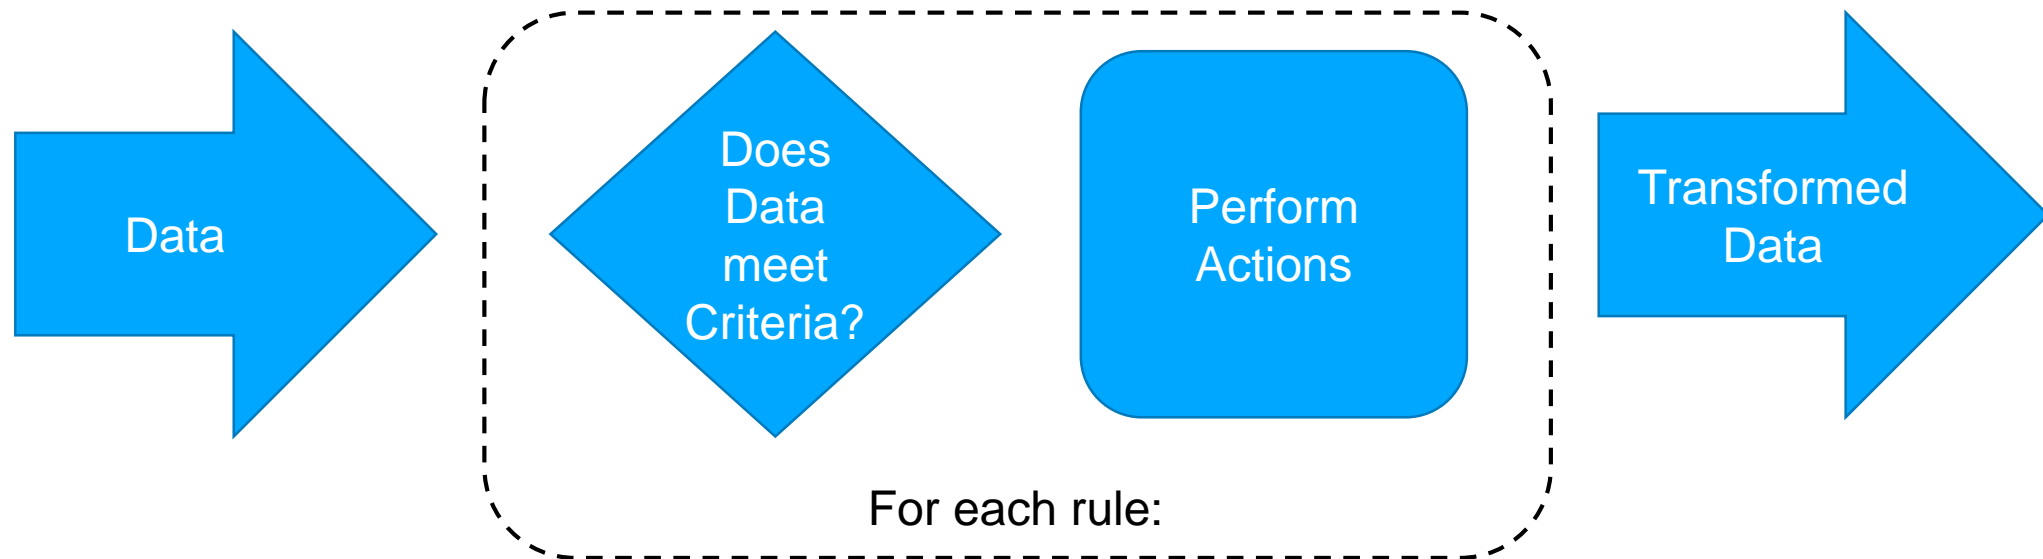 Data
Does
Data
meet
Criteria?
Perform
Actions
For each rule:
Transformed
Data